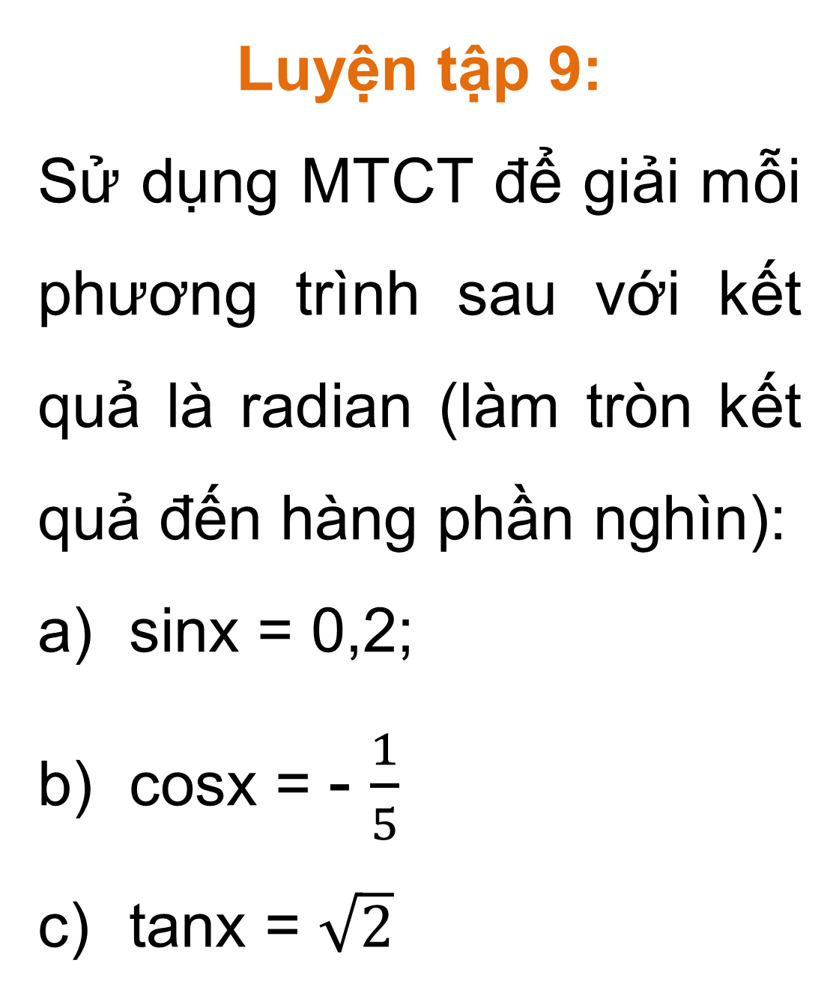 Luyện tập 9:
Sử dụng MTCT để giải mỗi
phương trình sau với kết
quả là radian (làm tròn kết
quả đến hàng phần nghìn):
a) sinx = 0,2;
b) cosx = - 1/5
c) tanx = √2